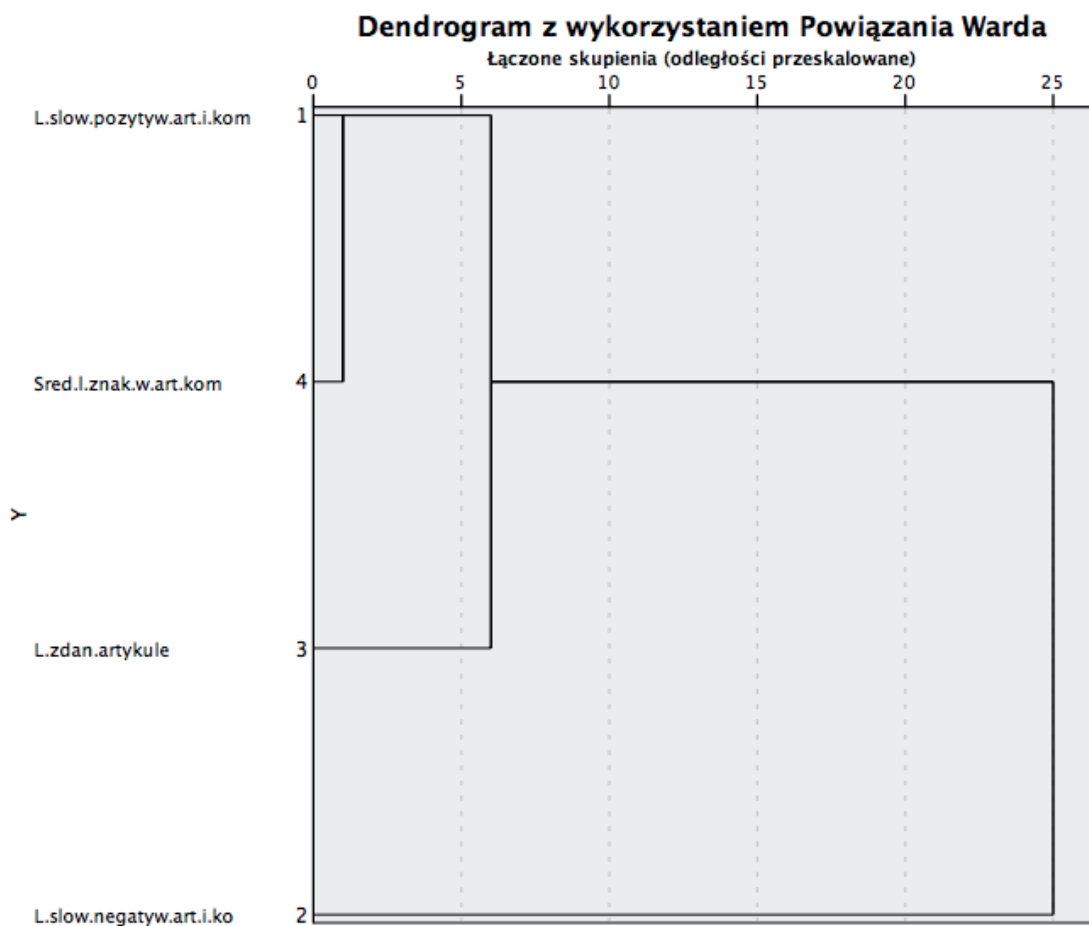 Dendrogram z wykorzystaniem Powiązania Warda
Łączone skupienia (odległości przeskalowane)
0 5 10 15 20 25
L.slow.pozytyw.art.i.kom 1
Sred.l.znak.w.art.kom 4
Y
L.zdan.artykule 3
L.slow.negatyw.art.i.ko 2